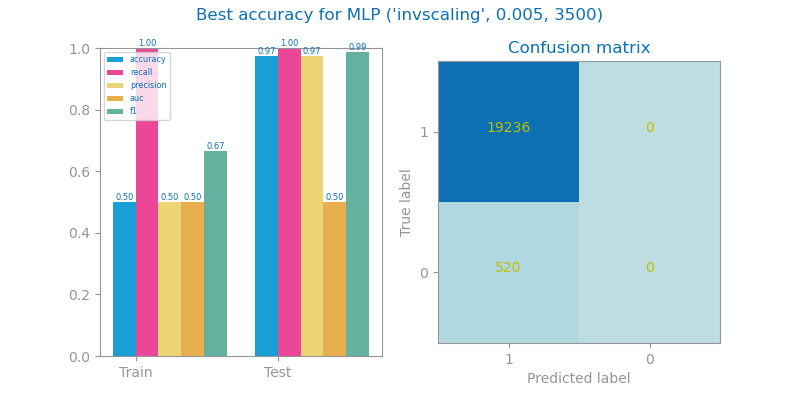 Best accuracy for MLP ('invscaling', 0.005, 3500)
1.0
0.8
0.6
0.4
0.2
0.0
accuracy
recall
precision
auc
f1
0.50
1.00
0.50
0.50
0.67
0.97
1.00
0.97
0.50
0.99
Train
Test
Confusion matrix
True label
1
0
19236
0
520
0
1
0
Predicted label